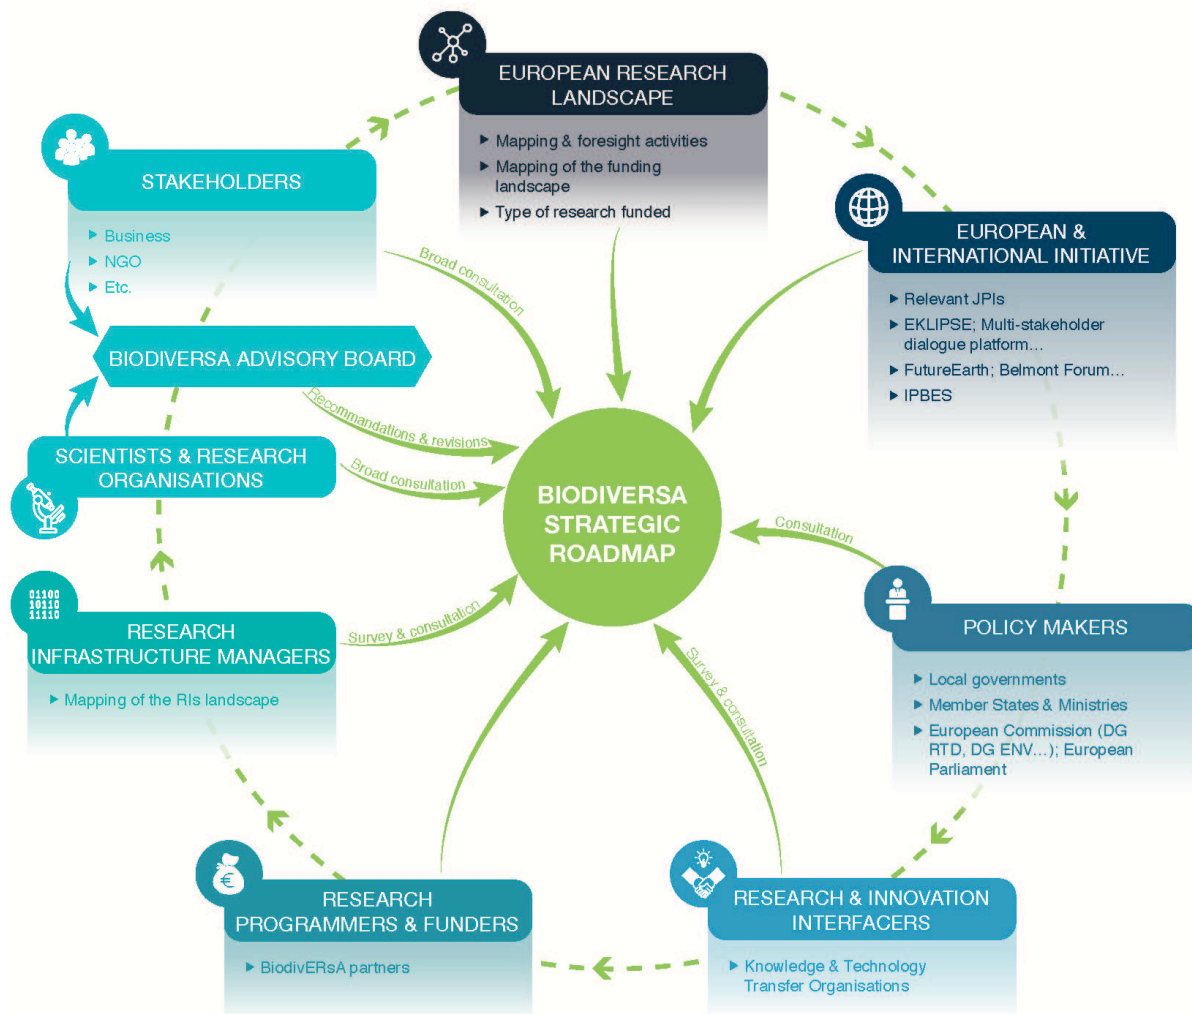 EUROPEAN RESEARCH
LANDSCAPE
▶ Mapping & foresight activities
▶ Mapping of the funding
landscape
▶ Type of research funded
STAKEHOLDERS
▶ Business
▶ NGO
▶ Etc.
Broad consultation
EUROPEAN &
INTERNATIONAL INITIATIVE
▶ Relevant JPIs
▶ EKLIPSE; Multi-stakeholder
dialogue platform...
▶ FutureEarth; Belmont Forum...
▶ IPBES
BIODIVERSA ADVISORY BOARD
Recommandations & revisions
SCIENTISTS & RESEARCH
ORGANISATIONS
Broad consultation
BIODIVERSA
STRATEGIC
ROADMAP
Consultation
01100
10110
11110
RESEARCH
INFRASTRUCTURE MANAGERS
▶ Mapping of the RIs landscape
Survey & consultation
POLICY MAKERS
▶ Local governments
▶ Member States & Ministries
▶ European Commission (DG
RTD, DG ENV...); European
Parliament
Survey & consultation
€
RESEARCH
PROGRAMMERS & FUNDERS
▶ BiodivERsA partners
RESEARCH & INNOVATION
INTERFACERS
▶ Knowledge & Technology
Transfer Organisations